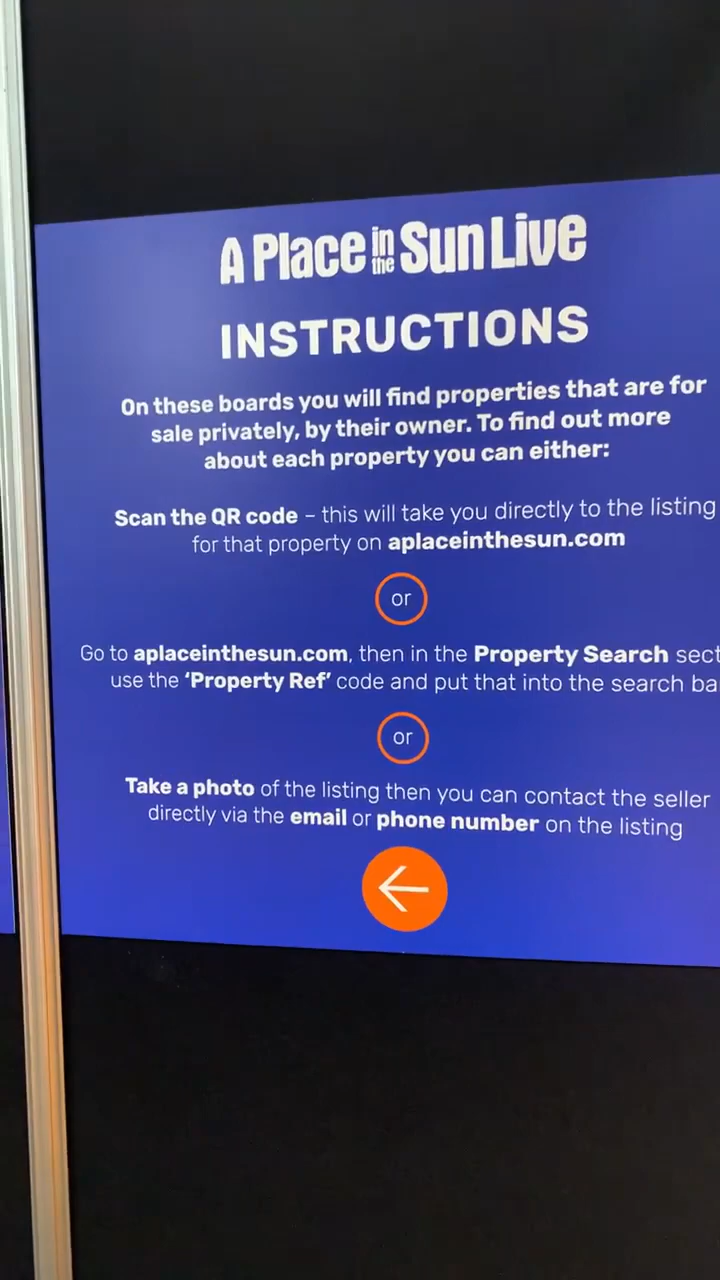 A Place in the Sun Live
INSTRUCTIONS
On these boards you will find properties that are for
sale privately, by their owner. To find out more
about each property you can either:
Scan the QR code – this will take you directly to the listing
for that property on aplaceinthesun.com
or
Go to aplaceinthesun.com, then in the Property Search sect
use the ‘Property Ref’ code and put that into the search ba
or
Take a photo of the listing then you can contact the seller
directly via the email or phone number on the listing